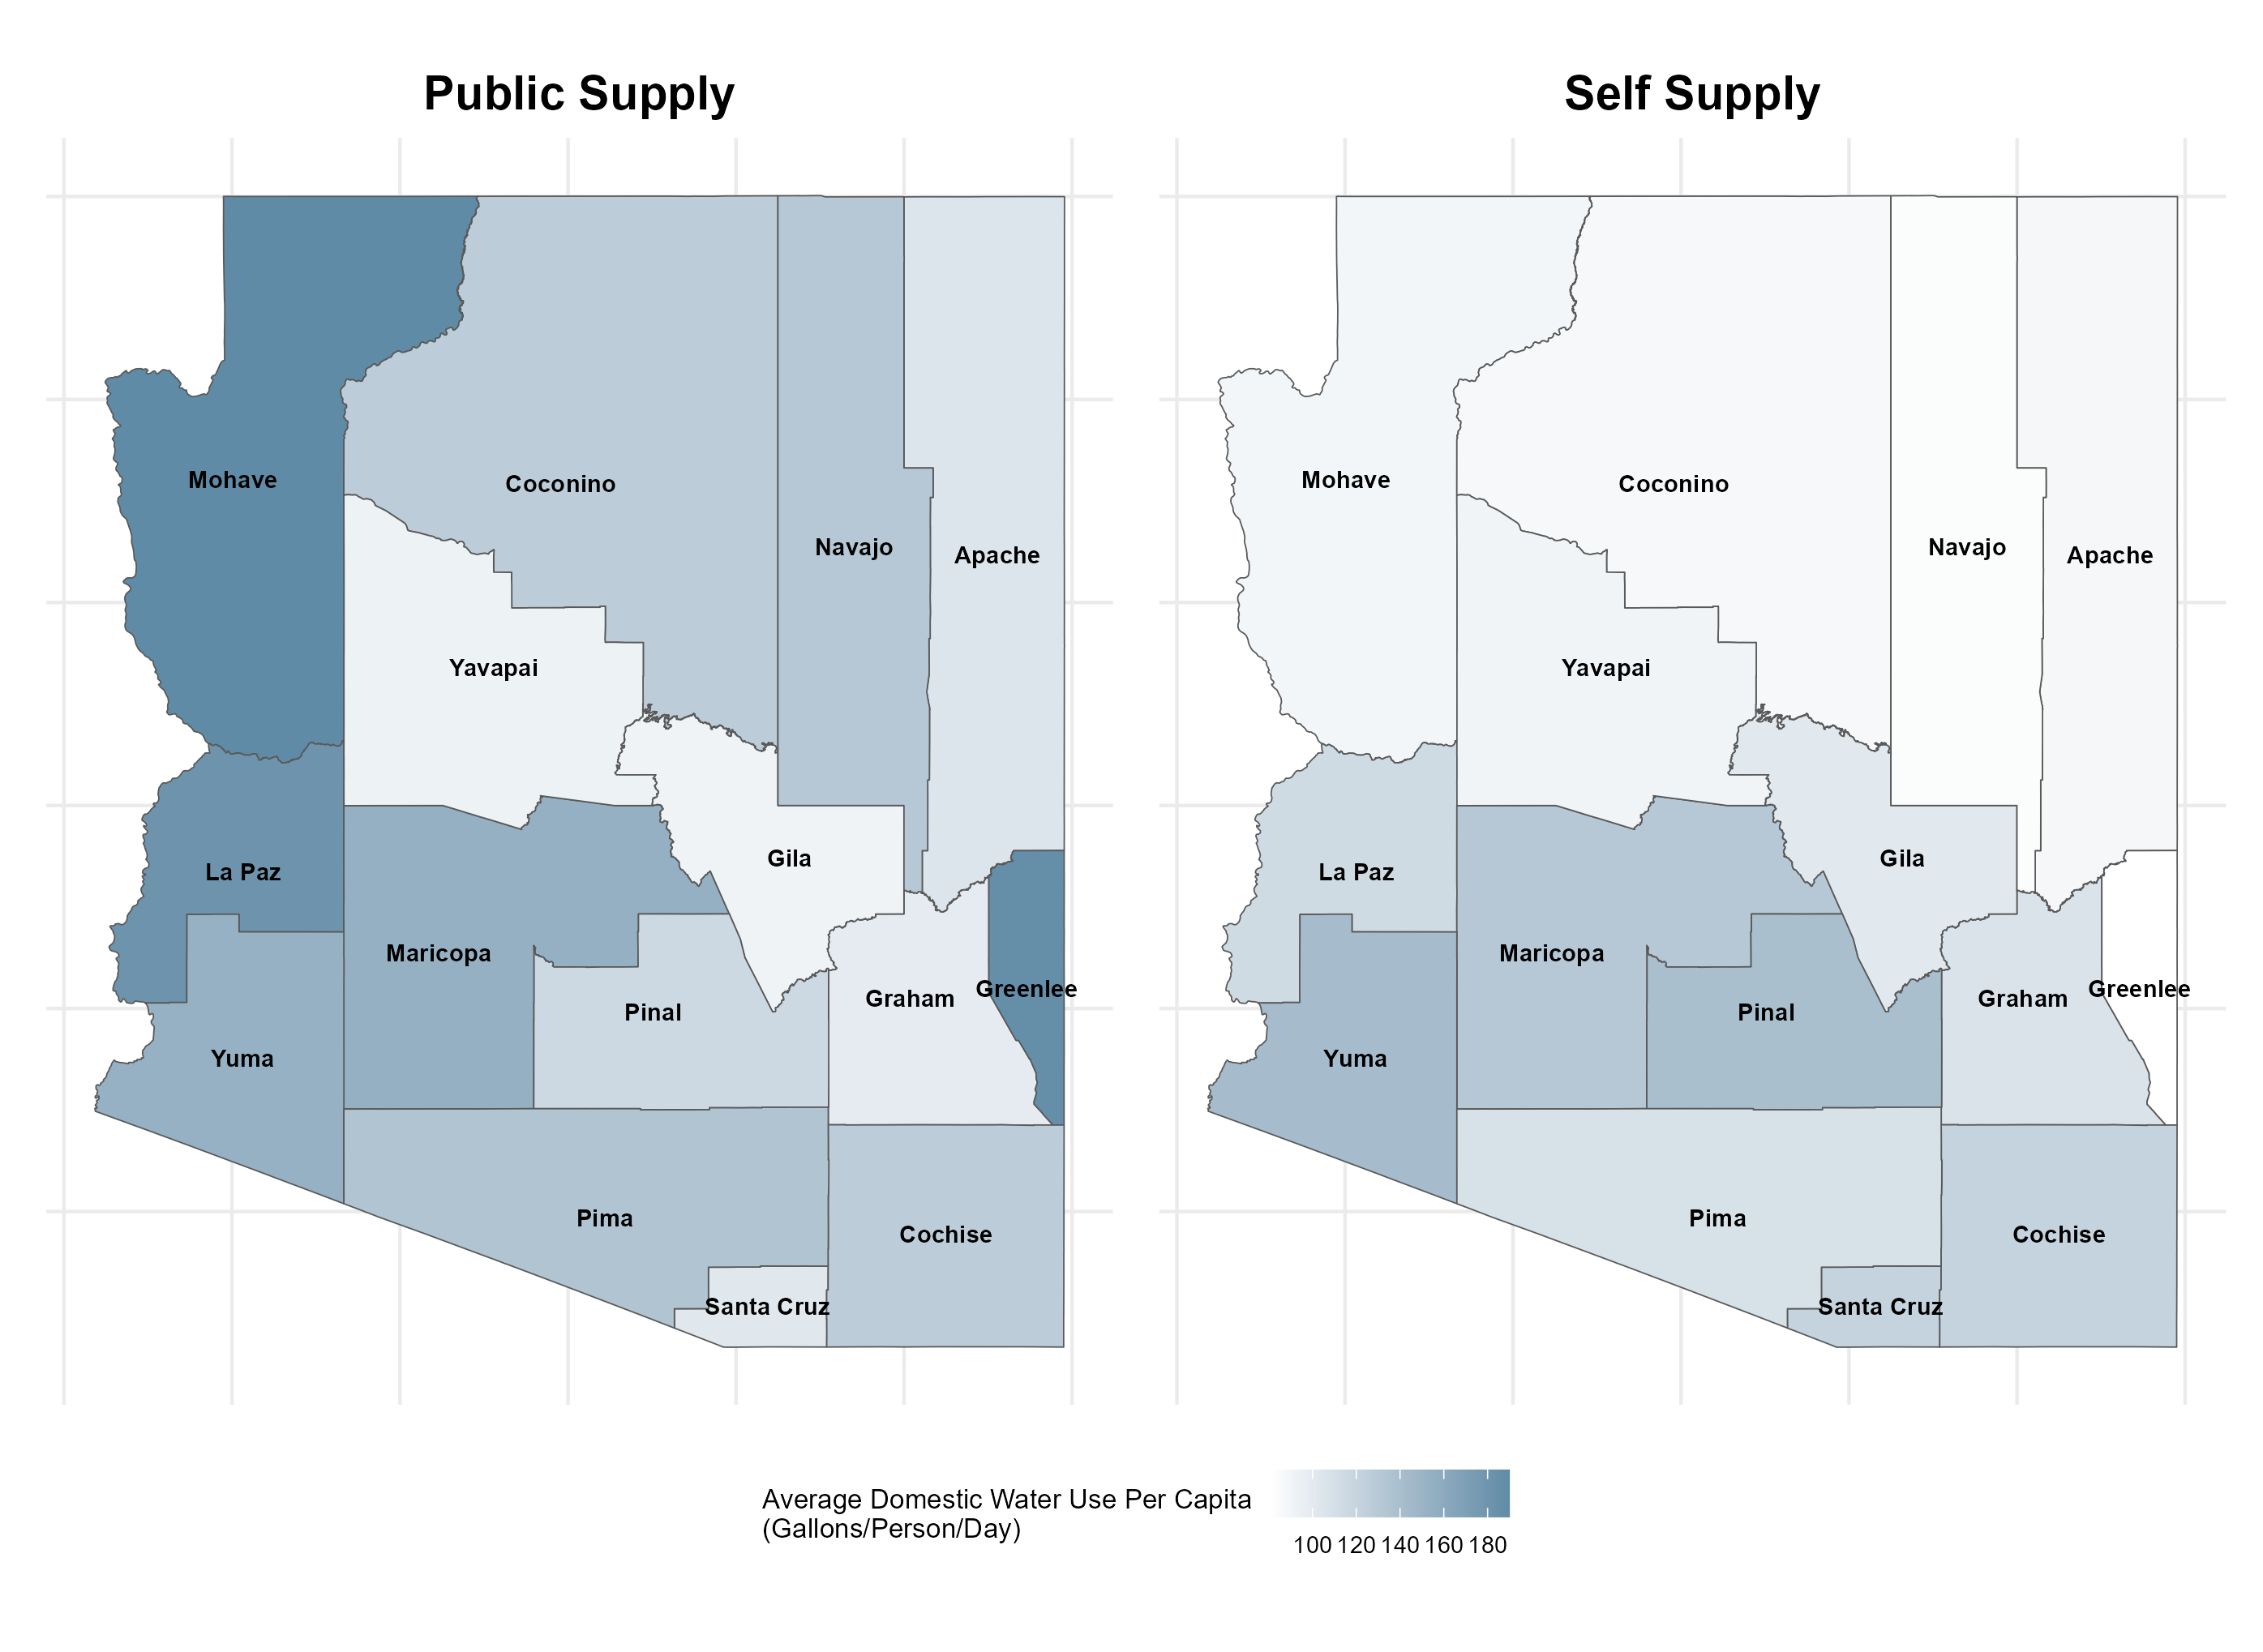 Public Supply
Mohave
Coconino
Navajo
Apache
Yavapai
Gila
La Paz
Maricopa
Greenlee
Graham
Pinal
Yuma
Pima
Cochise
Santa Cruz
Self Supply
Mohave
Coconino
Navajo
Apache
Yavapai
Gila
La Paz
Maricopa
Greenlee
Graham
Pinal
Yuma
Pima
Cochise
Santa Cruz
Average Domestic Water Use Per Capita
(Gallons/Person/Day)
100 120 140 160 180